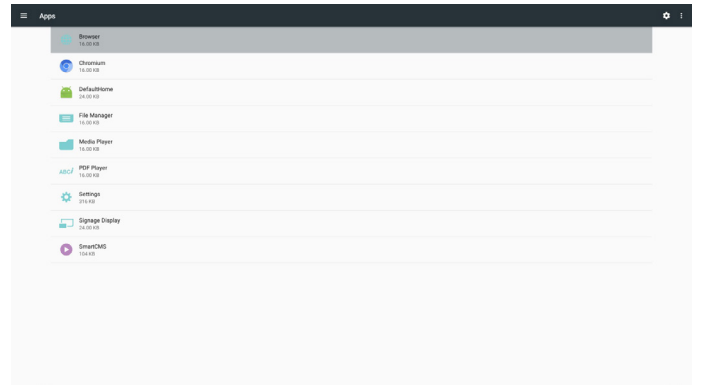 Apps
Browser
16.00 KB
Chromium
16.00 KB
DefaultHome
24.00 KB
File Manager
16.00 KB
Media Player
16.00 KB
ABC/
PDF Player
16.00 KB
Settings
316 KB
Signage Display
24.00 KB
SmartCMS
104 KB